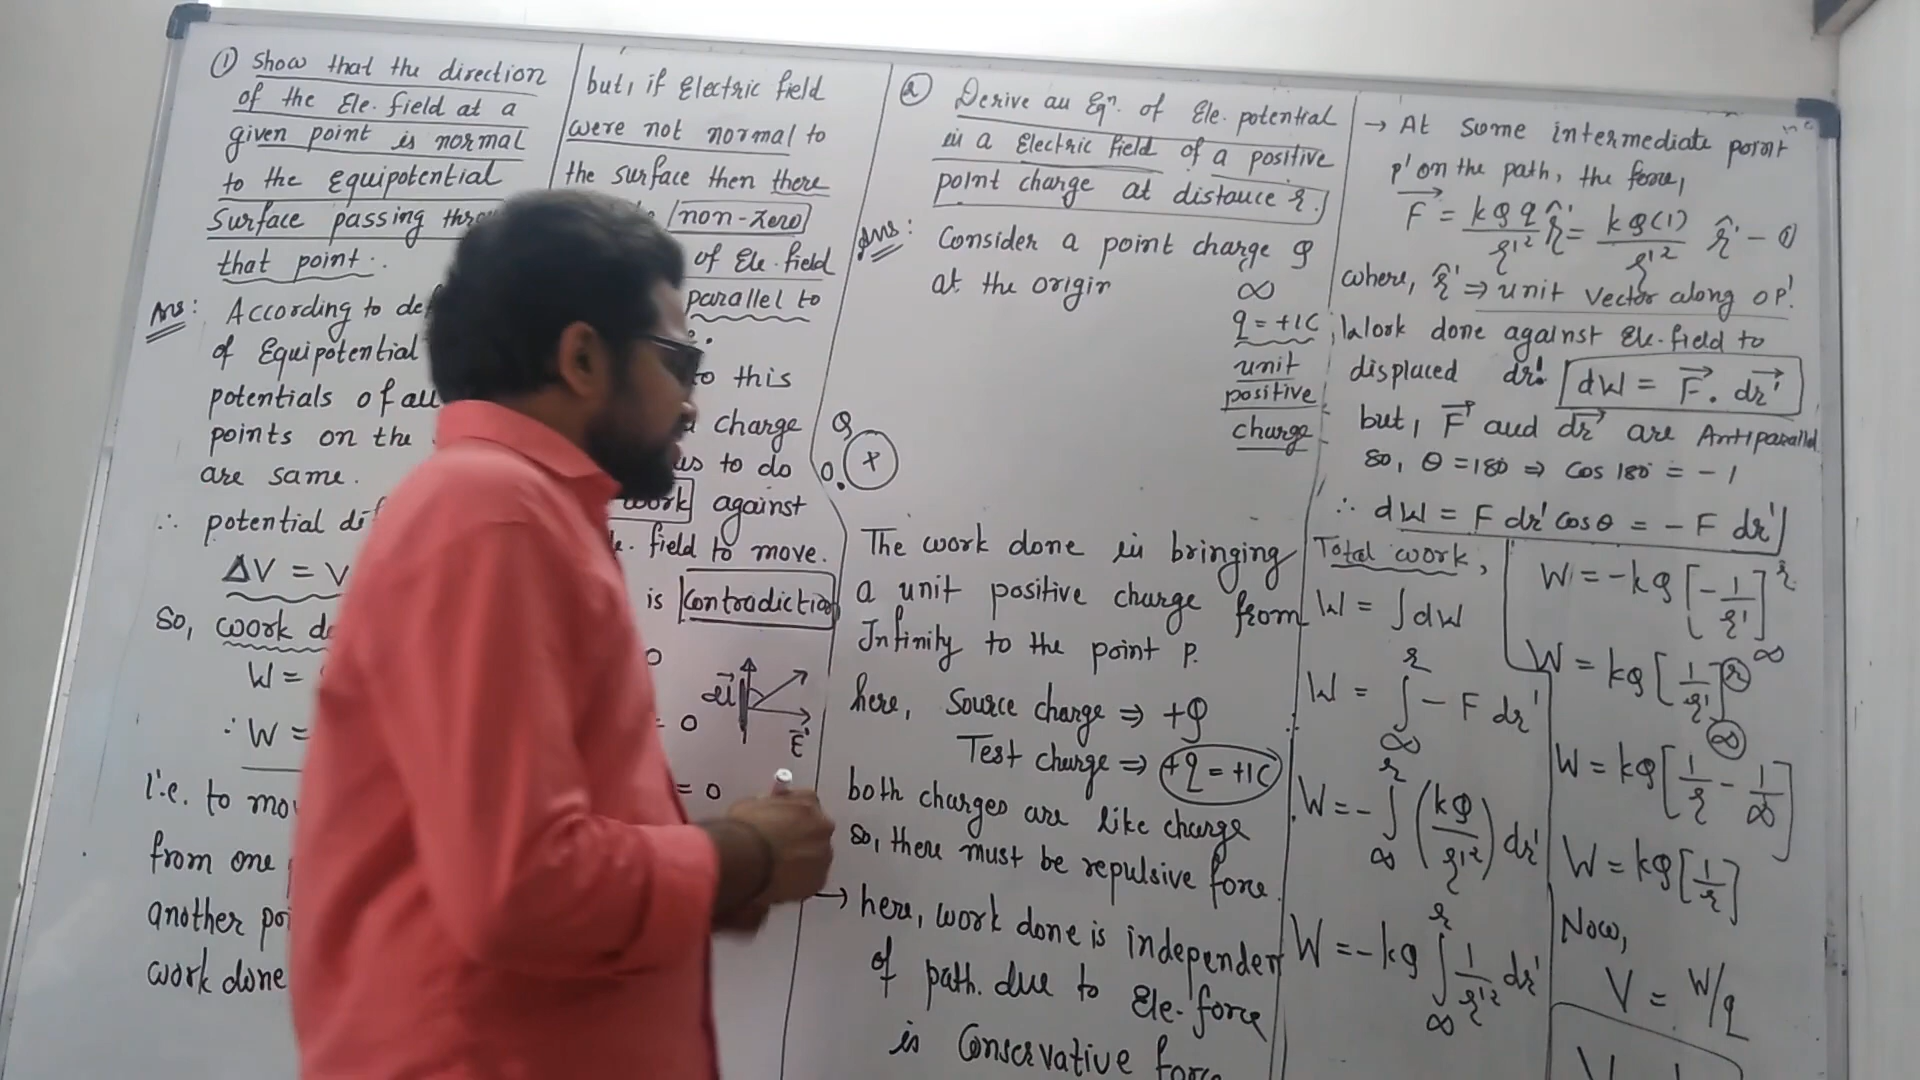 ① Show that the direction
of the Ele. field at a
given point is normal
to the Equipotential
Surface passing
that point.
Ans: According to
of Equipotential
potentials of all
points on the
are same.
∴ potential
ΔV = V
So, work
W =
∴ W =
i.e. to
from one
another
work done
but, if Electric field
were not normal to
the surface then there
non-zero
of Ele. field
parallel to
to this
charge
us to do
work against
field to move.
is Contradiction
0
= 0
= 0
dl
E
② Derive an Eqn. of Ele. potential
in a Electric field of a positive
point charge at distance r.
Ans: Consider a point charge Q
at the origin
∞
q = +1C
unit
positive
charge
Q
O. +
The work done in bringing
a unit positive charge from
Infinity to the point P.
here, Source charge ⇒ +Q
Test charge ⇒ +q = +1C
both charges are like charge
so, there must be repulsive force.
→ here, work done is independent
of path. due to Ele. force
is Conservative force
→ At some intermediate point
p' on the path, the force,
F⃗ = kQq/r'² r̂' = kQ(1)/r'² r̂' - ①
where, r̂' ⇒ unit vector along OP'.
Work done against Ele. field to
displaced dr'. dW = F⃗ . dr⃗'
but, F⃗ and dr⃗' are Antiparallel
so, θ = 180 ⇒ cos 180 = - 1
∴ dW = F dr' cosθ = - F dr'
Total work,
W = ∫ dW
W = ∫∞^r - F dr'
W = - ∫∞^r (kQ/r'²) dr'
W = -kQ ∫∞^r 1/r'² dr'
W = -kQ [-1/r']∞^r
W = kQ [1/r']∞^r
W = kQ [1/r - 1/∞]
W = kQ [1/r]
Now,
V = W/q